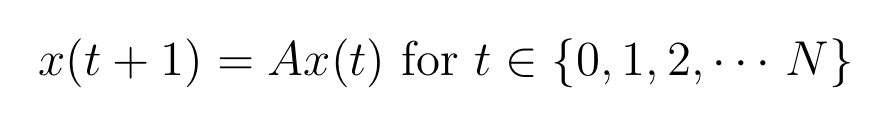 x(t + 1) = Ax(t) for t ∈ {0, 1, 2, ⋯ N}